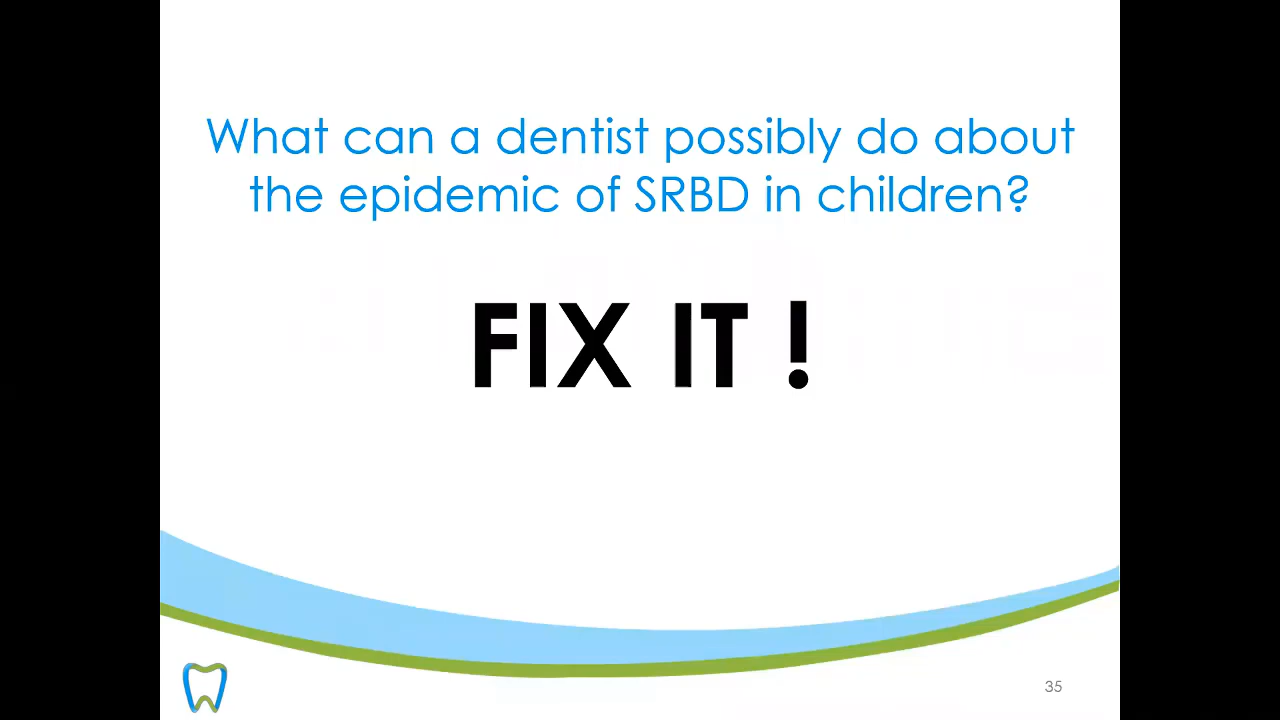 What can a dentist possibly do about
the epidemic of SRBD in children?
FIX IT !
35